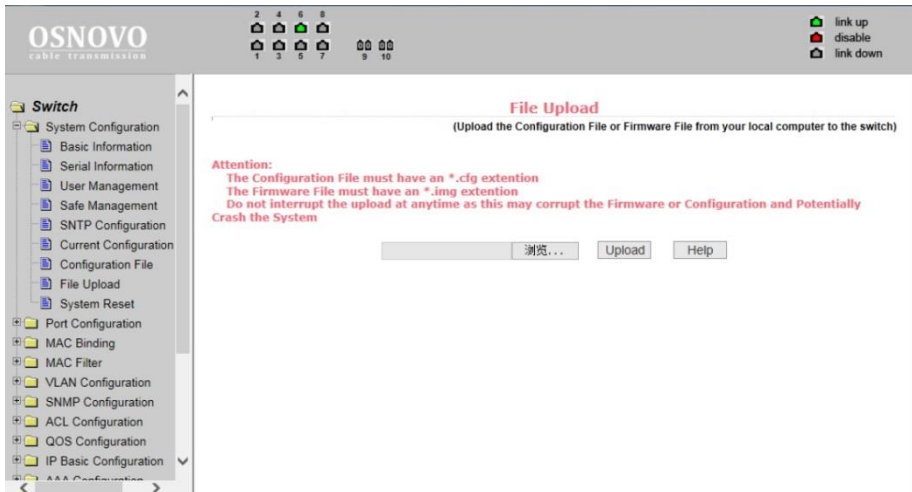 OSNOVO
cable transmission
2 4 6 8
1 3 5 7 9 10
link up
disable
link down
Switch
System Configuration
Basic Information
Serial Information
User Management
Safe Management
SNTP Configuration
Current Configuration
Configuration File
File Upload
System Reset
Port Configuration
MAC Binding
MAC Filter
VLAN Configuration
SNMP Configuration
ACL Configuration
QOS Configuration
IP Basic Configuration
AAA Configuration
File Upload
(Upload the Configuration File or Firmware File from your local computer to the switch)
Attention:
The Configuration File must have an *.cfg extention
The Firmware File must have an *.img extention
Do not interrupt the upload at anytime as this may corrupt the Firmware or Configuration and Potentially
Crash the System
浏览... Upload Help